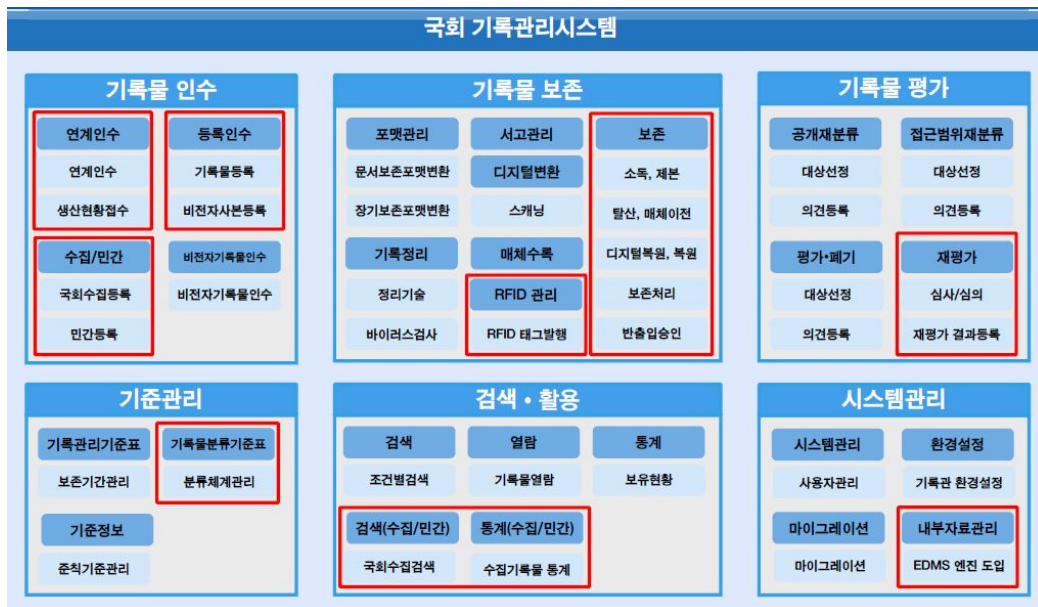 국회 기록관리시스템
기록물 인수
연계인수
연계인수
생산현황접수
등록인수
기록물등록
비전자사본등록
수집/민간
국회수집등록
민간등록
비전자기록물인수
비전자기록물인수
기록물 보존
포맷관리
문서보존포맷변환
장기보존포맷변환
서고관리
디지털변환
스캐닝
보존
소독, 제본
탈산, 매체이전
디지털복원, 복원
보존처리
반출입승인
기록정리
정리기술
바이러스검사
매체수록
RFID 관리
RFID 태그발행
기록물 평가
공개재분류
대상선정
의견등록
접근범위재분류
대상선정
의견등록
평가•폐기
대상선정
의견등록
재평가
심사/심의
재평가 결과등록
기준관리
기록관리기준표
보존기간관리
기록물분류기준표
분류체계관리
기준정보
준칙기준관리
검색 • 활용
검색
조건별검색
열람
기록물열람
통계
보유현황
검색(수집/민간)
국회수집검색
통계(수집/민간)
수집기록물 통계
시스템관리
시스템관리
사용자관리
환경설정
기록관 환경설정
마이그레이션
마이그레이션
내부자료관리
EDMS 엔진 도입